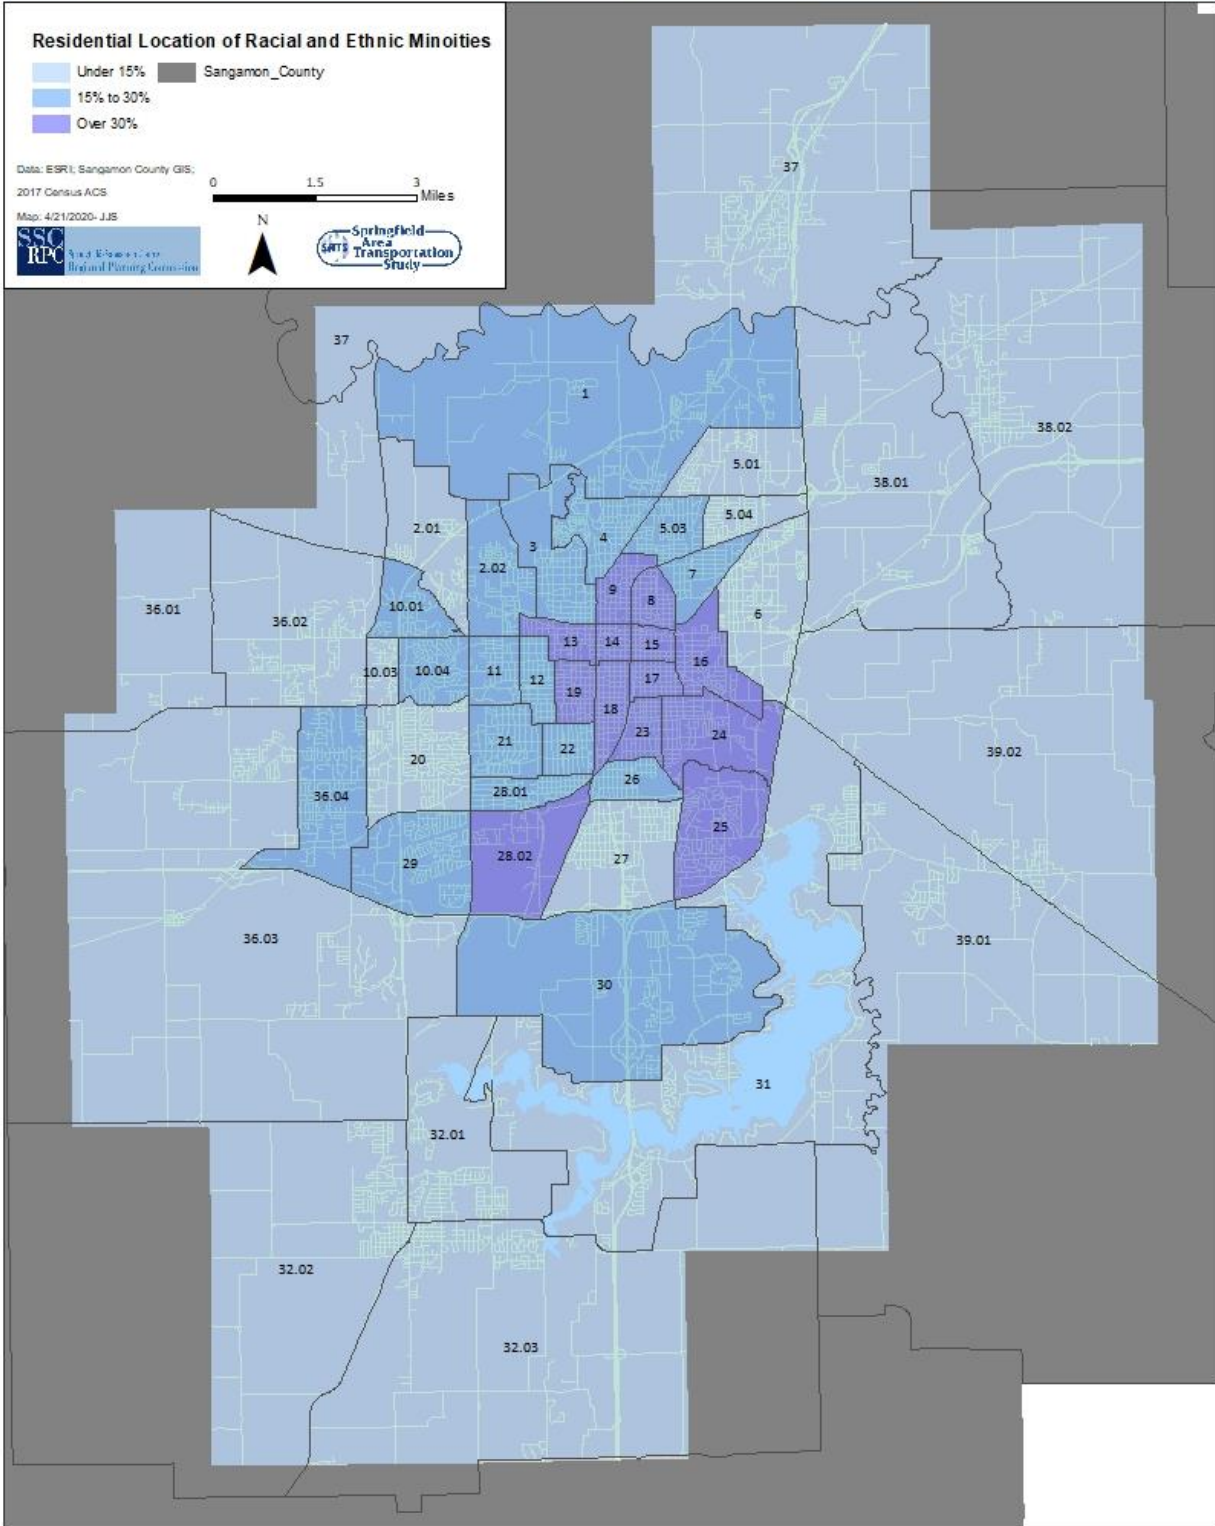 Residential Location of Racial and Ethnic Minoities
Under 15%
Sangamon_County
15% to 30%
Over 30%
Data: ESRI; Sangamon County GIS;
2017 Census ACS
Map: 4/21/2020- JJS
0 1.5 3
Miles
N
SSC
RPC
Regional Planning Commission
SATS
Springfield
Area
Transportation
Study
37
37
1
38.02
5.01
38.01
2.01
5.04
5.03
4
3
2.02
7
9
8
10.01
36.01
36.02
6
13
14
15
16
10.03
10.04
11
12
17
19
18
23
24
21
22
39.02
20
26
28.01
36.04
25
28.02
27
29
36.03
39.01
30
31
32.01
32.02
32.03